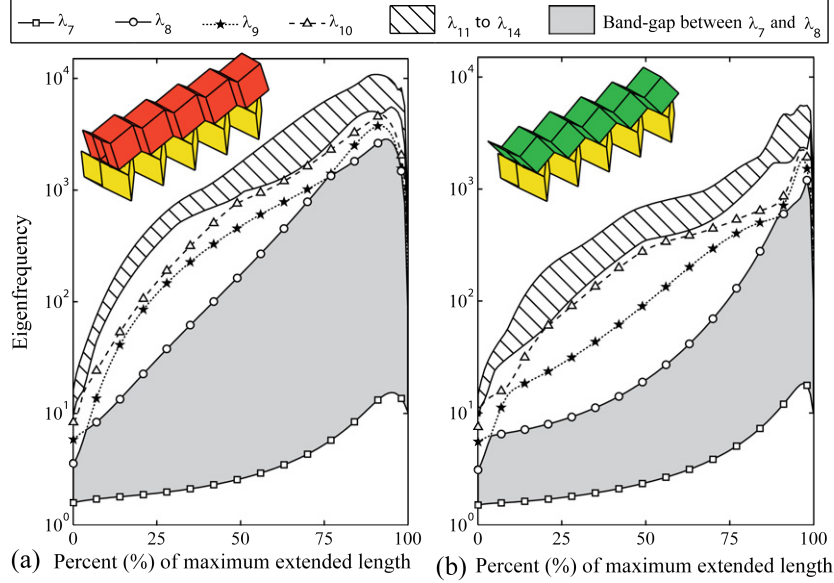 λ7 λ8 λ9 λ10 λ11 to λ14 Band-gap between λ7 and λ8
Eigenfrequency
10^4
10^3
10^2
10^1
10^0
0 25 50 75 100
(a) Percent (%) of maximum extended length
10^4
10^3
10^2
10^1
10^0
0 25 50 75 100
(b) Percent (%) of maximum extended length